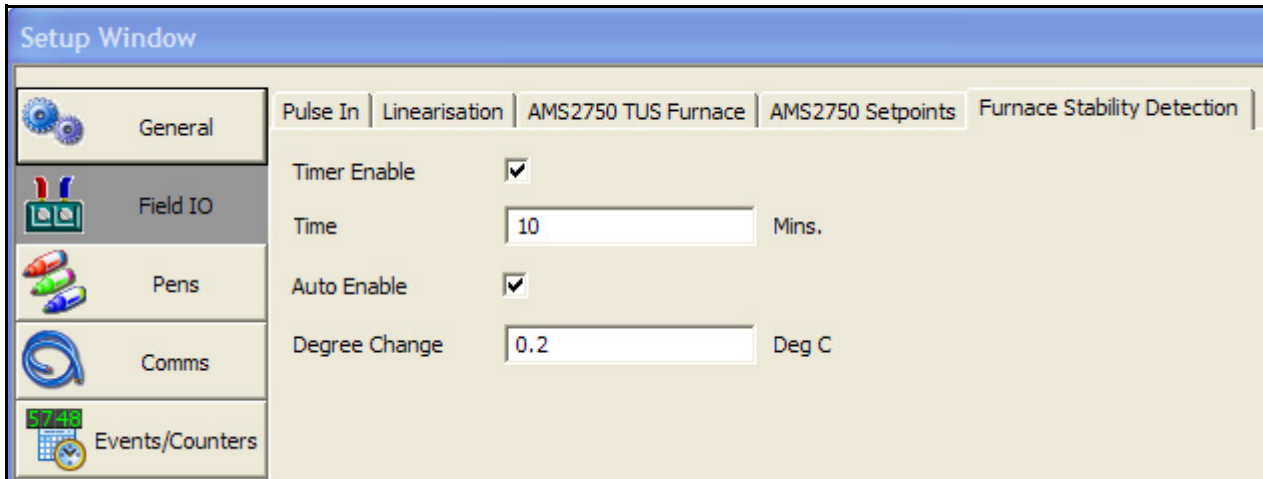 Setup Window
General
Field IO
Pens
Comms
57.48
Events/Counters
Pulse In
Linearisation
AMS2750 TUS Furnace
AMS2750 Setpoints
Furnace Stability Detection
Timer Enable
Time 10 Mins.
Auto Enable
Degree Change 0.2 Deg C